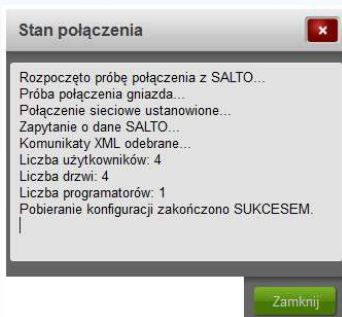 Stan połączenia
Rozpoczęto próbę połączenia z SALTO...
Próba połączenia gniazda...
Połączenie sieciowe ustanowione...
Zapytanie o dane SALTO...
Komunikaty XML odebrane...
Liczba użytkowników: 4
Liczba drzwi: 4
Liczba programatorów: 1
Pobieranie konfiguracji zakończono SUKCESEM.
Zamknij